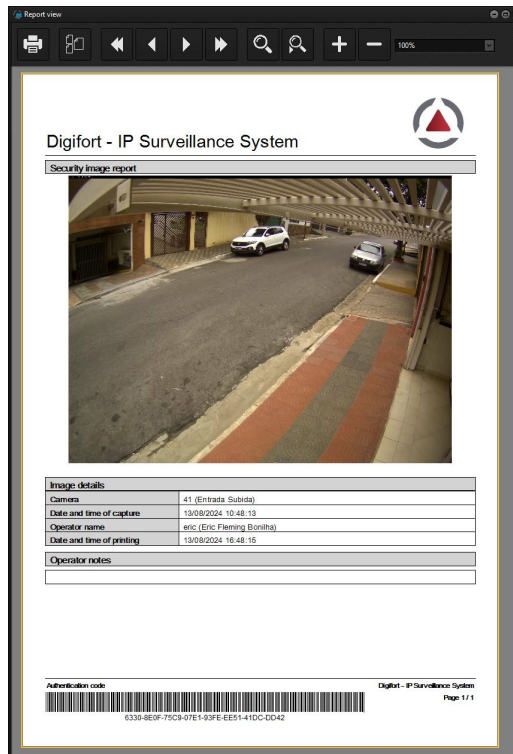 Report view
100%
Digifort - IP Surveillance System
Security image report
Image details
Camera 41 (Entrada Subida)
Date and time of capture 13/08/2024 10:48:13
Operator name eric (Eric Fleming Bonilha)
Date and time of printing 13/08/2024 16:48:15
Operator notes
Authentication code Digifort - IP Surveillance System
Page 1 / 1
6330-8E0F-75C9-07E1-93FE-EE51-41DC-DD42